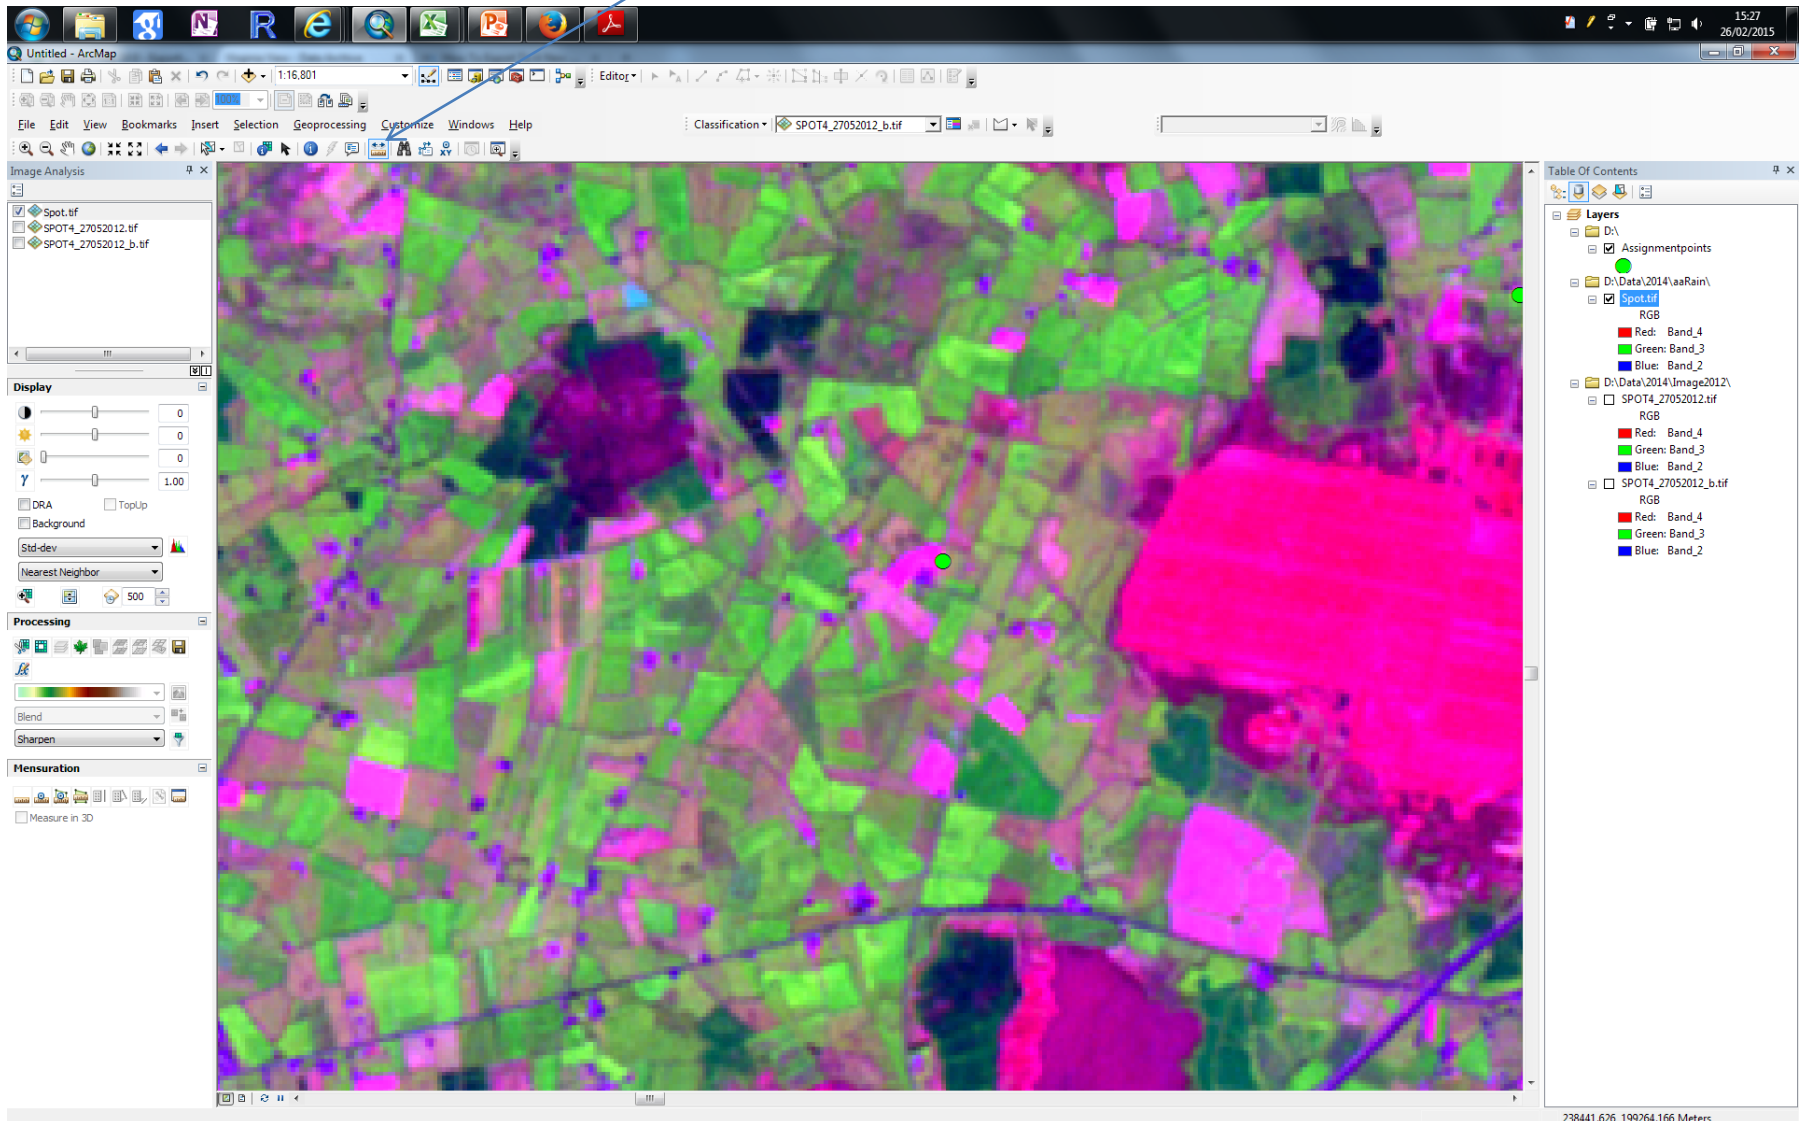 15:27
26/02/2015
Untitled - ArcMap
1:16,801
Editor
100%
File Edit View Bookmarks Insert Selection Geoprocessing Customize Windows Help
Classification SPOT4_27052012_b.tif
XY
Image Analysis
Spot.tif
SPOT4_27052012.tif
SPOT4_27052012_b.tif
Display
0
0
0
γ 1.00
DRA TopUp
Background
Std-dev
Nearest Neighbor
500
Processing
Blend
Sharpen
Mensuration
Measure in 3D
Table Of Contents
Layers
D:\
Assignmentpoints
D:\Data\2014\aaRain\
Spot.tif
RGB
Red: Band_4
Green: Band_3
Blue: Band_2
D:\Data\2014\Image2012\
SPOT4_27052012.tif
RGB
Red: Band_4
Green: Band_3
Blue: Band_2
SPOT4_27052012_b.tif
RGB
Red: Band_4
Green: Band_3
Blue: Band_2
238441.626 199264.166 Meters